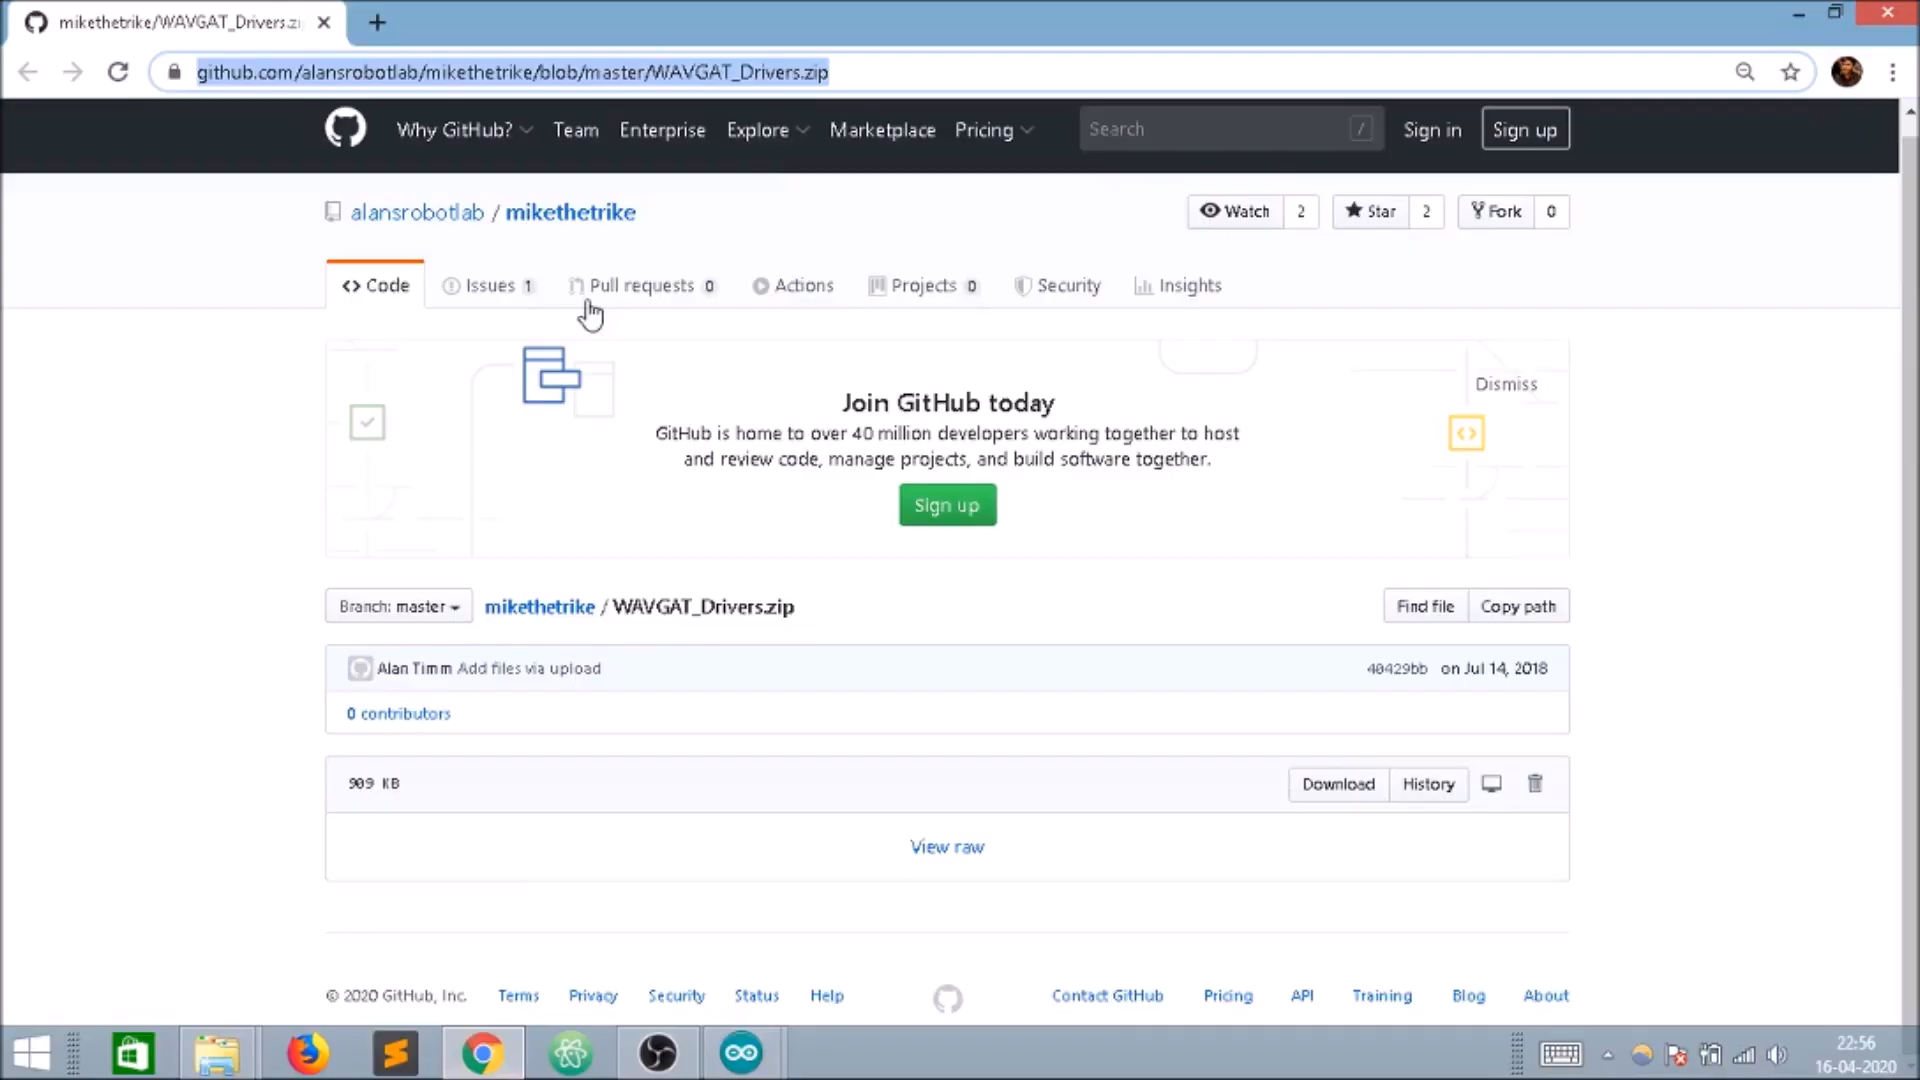 mikethetrike/WAVGAT_Drivers.zi
github.com/alansrobotlab/mikethetrike/blob/master/WAVGAT_Drivers.zip
Why GitHub? Team Enterprise Explore Marketplace Pricing Search / Sign in Sign up
alansrobotlab / mikethetrike Watch 2 Star 2 Fork 0
<> Code Issues 1 Pull requests 0 Actions Projects 0 Security Insights
Dismiss
Join GitHub today
GitHub is home to over 40 million developers working together to host
and review code, manage projects, and build software together.
Sign up
Branch: master mikethetrike / WAVGAT_Drivers.zip Find file Copy path
Alan Timm Add files via upload 40429bb on Jul 14, 2018
0 contributors
909 KB Download History
View raw
© 2020 GitHub, Inc. Terms Privacy Security Status Help Contact GitHub Pricing API Training Blog About
22:56
16-04-2020